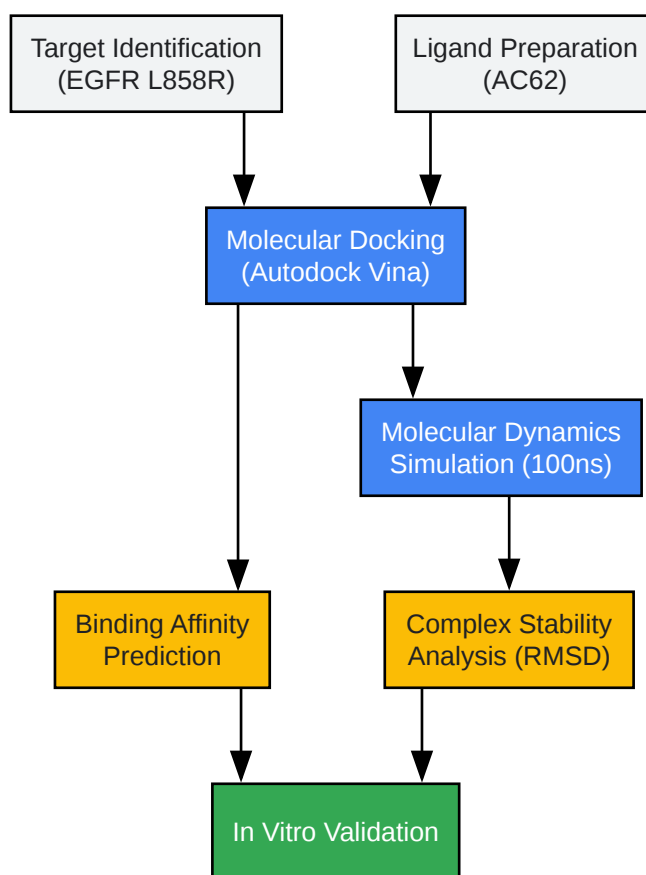 Target Identification
(EGFR L858R)
Ligand Preparation
(AC62)
Molecular Docking
(Autodock Vina)
Molecular Dynamics
Simulation (100ns)
Binding Affinity
Prediction
Complex Stability
Analysis (RMSD)
In Vitro Validation